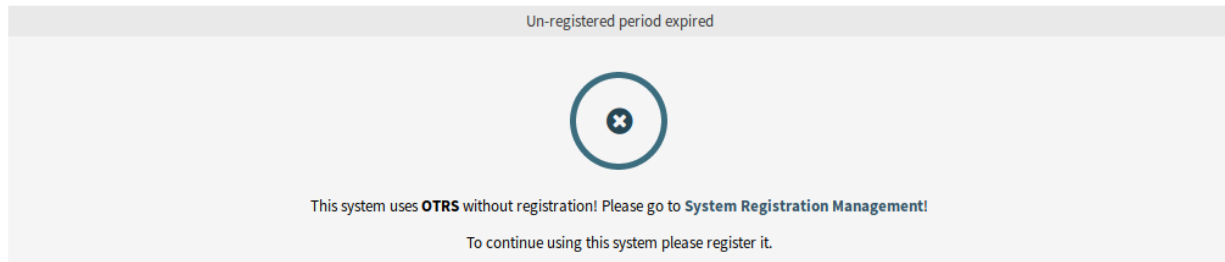 Un-registered period expired
This system uses OTRS without registration! Please go to System Registration Management!
To continue using this system please register it.